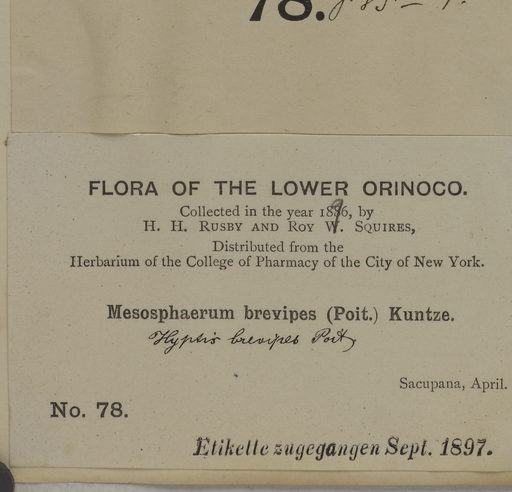 78.
FLORA OF THE LOWER ORINOCO.
Collected in the year 1896, by
H. H. RUSBY AND ROY W. SQUIRES,
Distributed from the
Herbarium of the College of Pharmacy of the City of New York.
Mesosphaerum brevipes (Poit.) Kuntze.
Hyptis brevipes Poit
Sacupana, April.
No. 78.
Etikette zugegangen Sept. 1897.